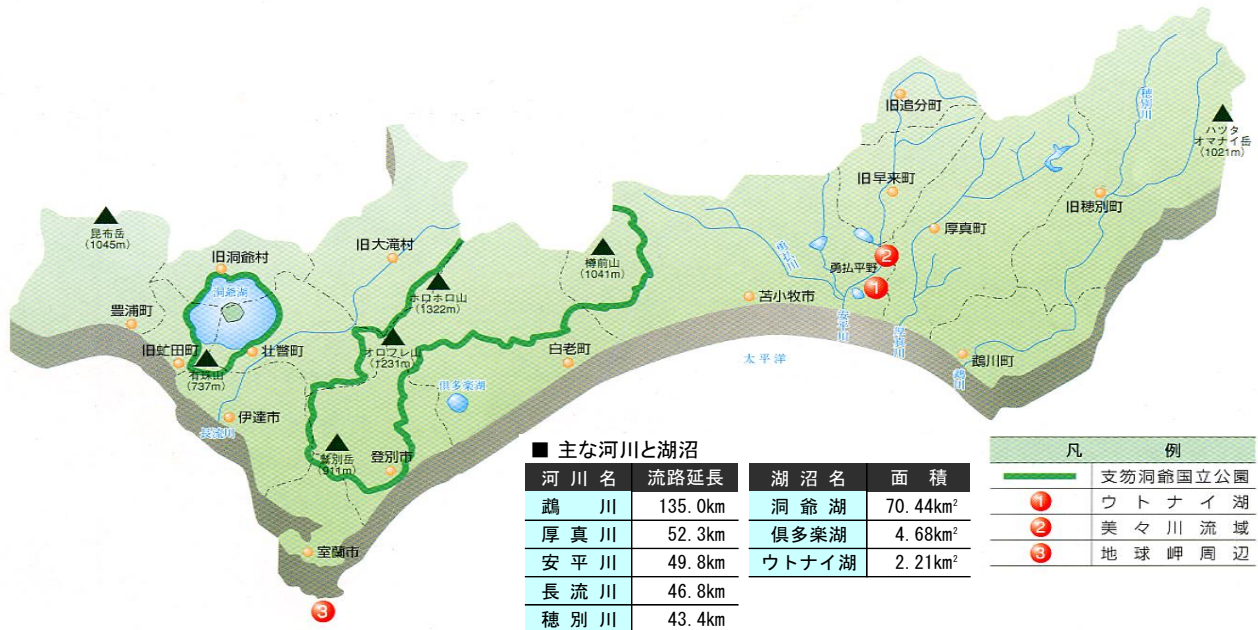 昆布岳
(1045m)
旧洞爺村
洞爺湖
豊浦町
旧虻田町
有珠山
(737m)
壮瞥町
伊達市
長流川
旧大滝村
ホロホロ山
(1322m)
オロフレ山
(1231m)
鷲別岳
(911m)
登別市
倶多楽湖
室蘭市
3
白老町
樽前山
(1041m)
勇払川
苫小牧市
太平洋
勇払平野
1
2
安平川
厚真川
鵡川
鵡川町
厚真町
旧早来町
旧追分町
穂別川
旧穂別町
ハッタ
オマナイ岳
(1021m)
■ 主な河川と湖沼
河川名 流路延長
鵡川 135.0km
厚真川 52.3km
安平川 49.8km
長流川 46.8km
穂別川 43.4km
湖沼名 面積
洞爺湖 70.44km²
倶多楽湖 4.68km²
ウトナイ湖 2.21km²
凡例
支笏洞爺国立公園
1 ウトナイ湖
2 美々川流域
3 地球岬周辺